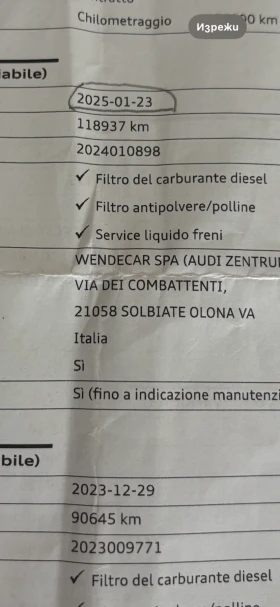 Chilometraggio km
Изрежи
iabile)
2025-01-23
118937 km
2024010898
✓ Filtro del carburante diesel
✓ Filtro antipolvere/polline
✓ Service liquido freni
WENDECAR SPA (AUDI ZENTRU
VIA DEI COMBATTENTI,
21058 SOLBIATE OLONA VA
Italia
Sì
Sì (fino a indicazione manutenzi
bile)
2023-12-29
90645 km
2023009771
✓ Filtro del carburante diesel